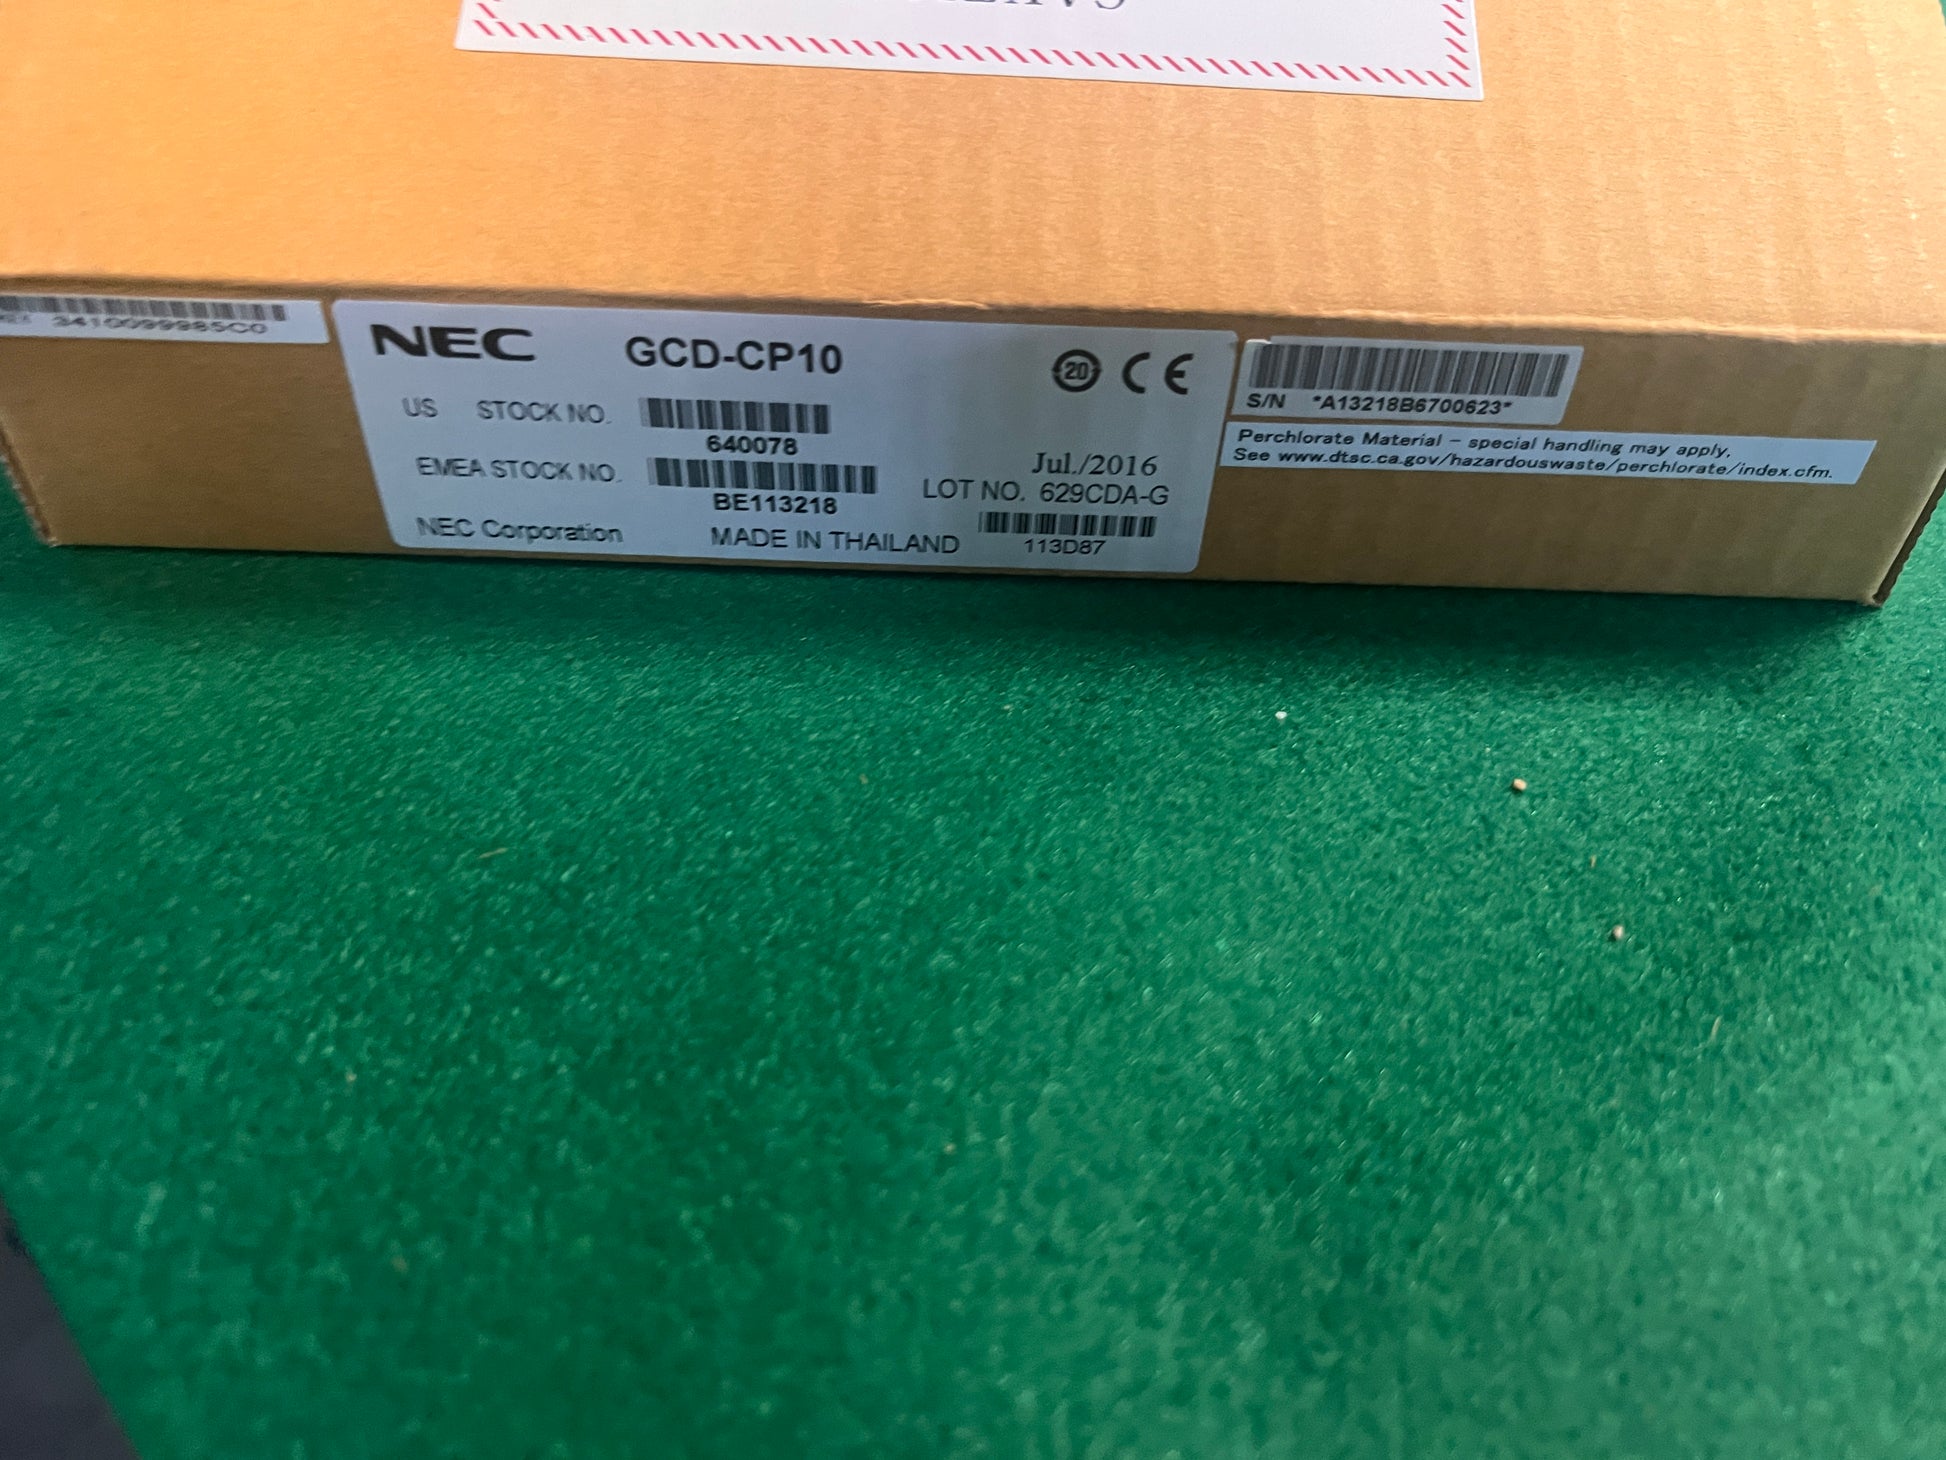 3410099985C0
NEC GCD-CP10
20 CE
US STOCK NO.
640078
EMEA STOCK NO.
BE113218
NEC Corporation MADE IN THAILAND
Jul./2016
LOT NO. 629CDA-G
113D87
S/N *A13218B6700623*
Perchlorate Material - special handling may apply,
See www.dtsc.ca.gov/hazardouswaste/perchlorate/index.cfm.